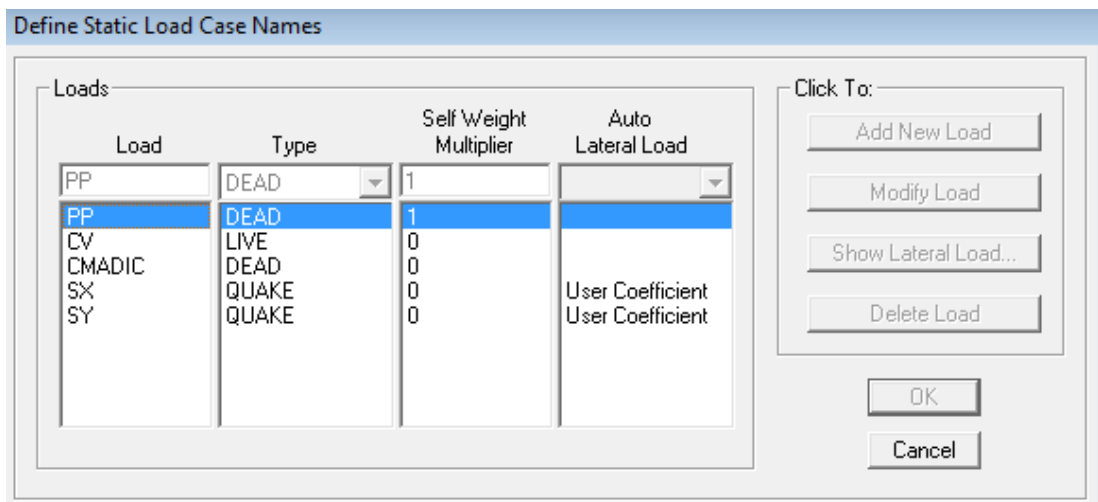 Define Static Load Case Names
Loads
Click To:
Load Type Self Weight Multiplier Auto Lateral Load
PP DEAD 1
PP DEAD 1
CV LIVE 0
CMADIC DEAD 0
SX QUAKE 0 User Coefficient
SY QUAKE 0 User Coefficient
Add New Load
Modify Load
Show Lateral Load...
Delete Load
OK
Cancel